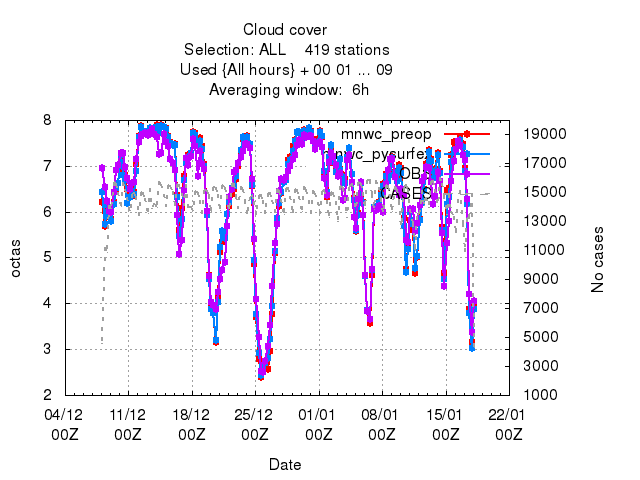 Cloud cover
Selection: ALL 419 stations
Used {All hours} + 00 01 ... 09
Averaging window: 6h
octas
8
7
6
5
4
3
2
mnwc_preop
mnwc_pysurfex
OBS
CASES
19000
17000
15000
13000
11000
9000
7000
5000
3000
1000
No cases
04/12 11/12 18/12 25/12 01/01 08/01 15/01 22/01
00Z 00Z 00Z 00Z 00Z 00Z 00Z 00Z
Date